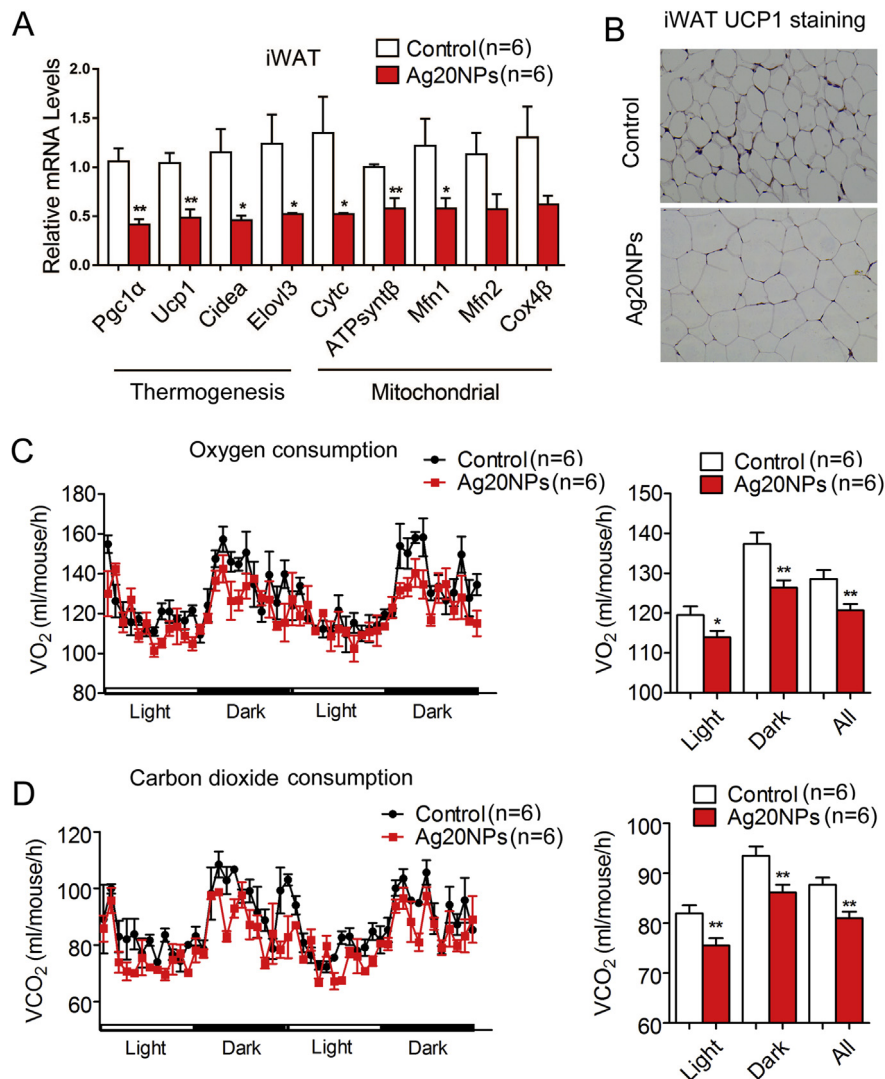 A
iWAT
Control(n=6)
Ag20NPs(n=6)
Relative mRNA Levels
2.0
1.5
1.0
0.5
0.0
** ** * * * ** *
Pgc1α Ucp1 Cidea Elovl3 Cytc ATPsyntβ Mfn1 Mfn2 Cox4β
Thermogenesis Mitochondrial
B
iWAT UCP1 staining
Control
Ag20NPs
C
Oxygen consumption
Control(n=6)
Ag20NPs(n=6)
VO2 (ml/mouse/h)
180
160
140
120
100
80
Light Dark Light Dark
Control(n=6)
Ag20NPs(n=6)
VO2 (ml/mouse/h)
150
140
130
120
110
100
* ** **
Light Dark All
D
Carbon dioxide consumption
Control(n=6)
Ag20NPs(n=6)
VCO2 (ml/mouse/h)
120
100
80
60
Light Dark Light Dark
Control(n=6)
Ag20NPs(n=6)
VCO2 (ml/mouse/h)
100
90
80
70
60
** ** **
Light Dark All